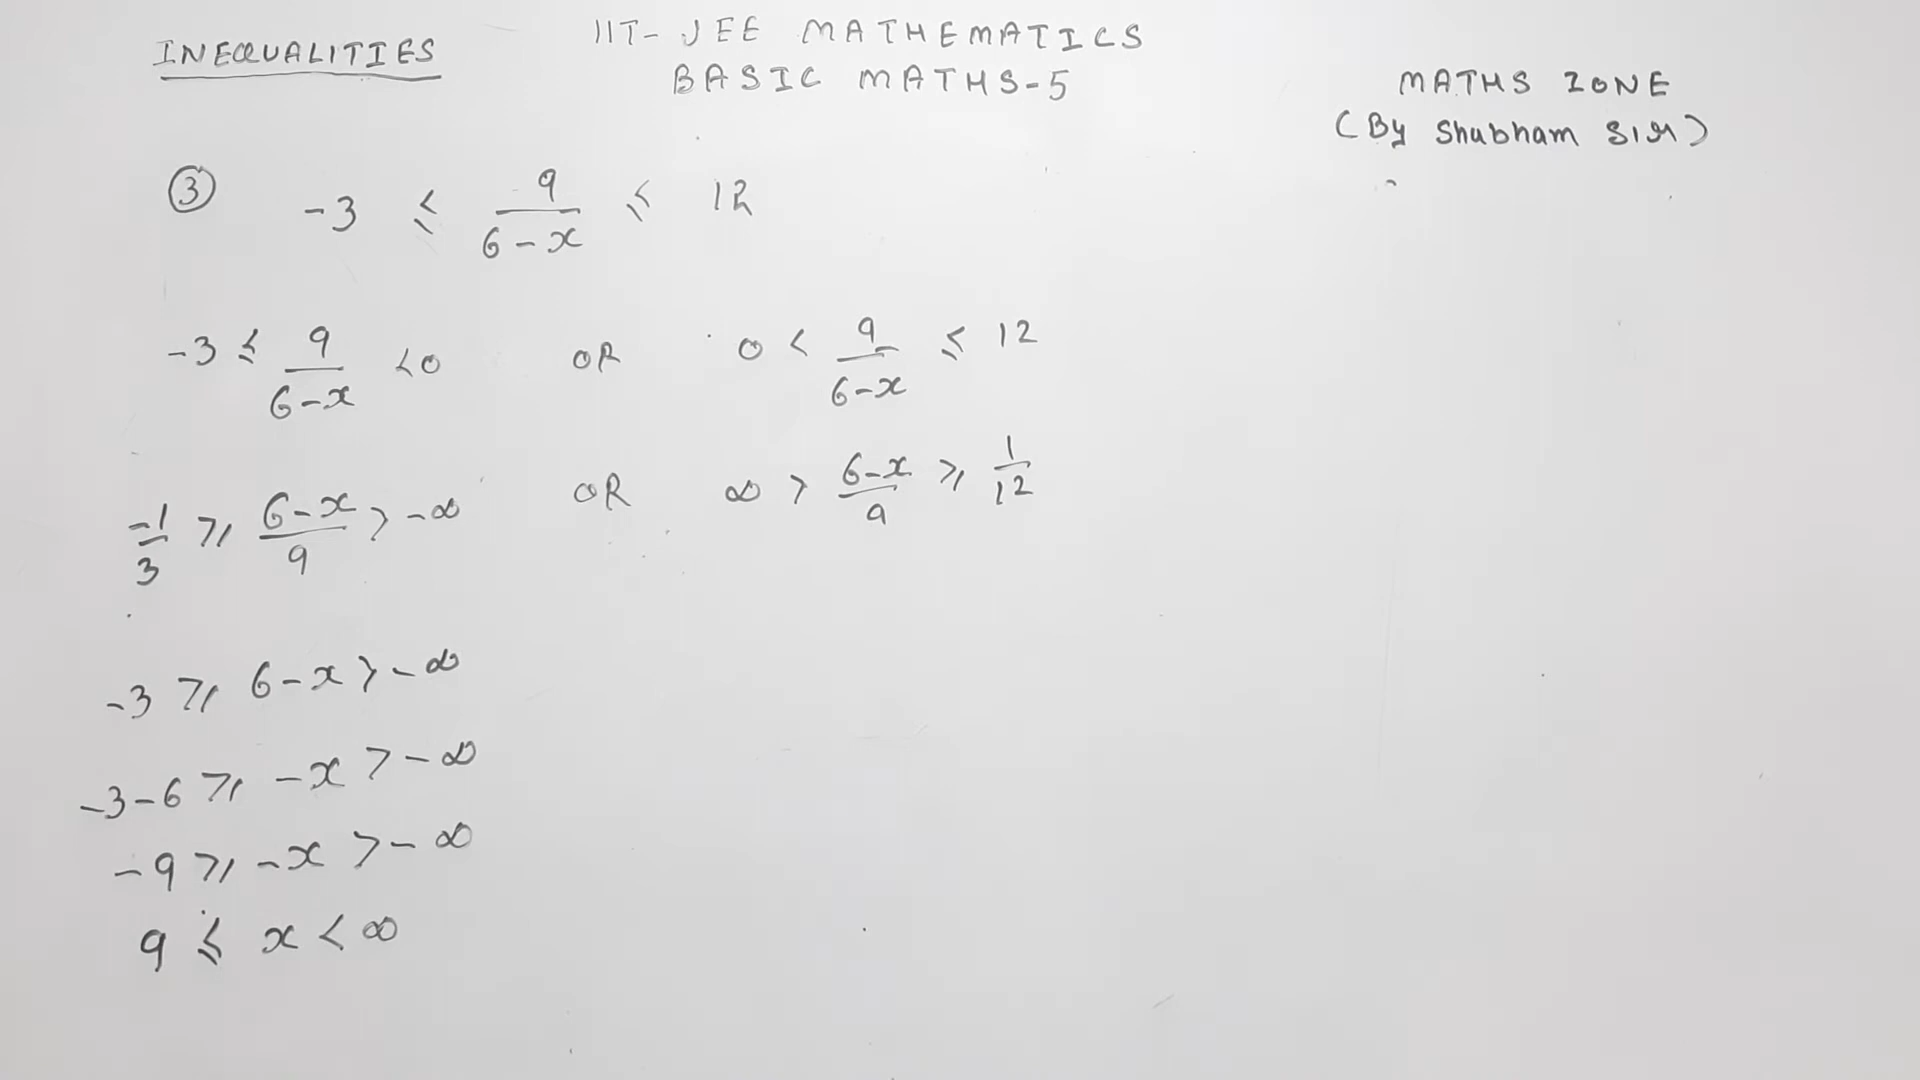 INEQUALITIES
IIT-JEE MATHEMATICS
BASIC MATHS-5
MATHS ZONE
(By Shubham Sir)
③ -3 ≤ 9/(6-x) ≤ 12
-3 ≤ 9/(6-x) <0 OR 0 < 9/(6-x) ≤ 12
-1/3 ≥ (6-x)/9 > -∞ OR ∞ > (6-x)/9 ≥ 1/12
-3 ≥ 6-x > -∞
-3-6 ≥ -x > -∞
-9 ≥ -x > -∞
9 ≤ x < ∞